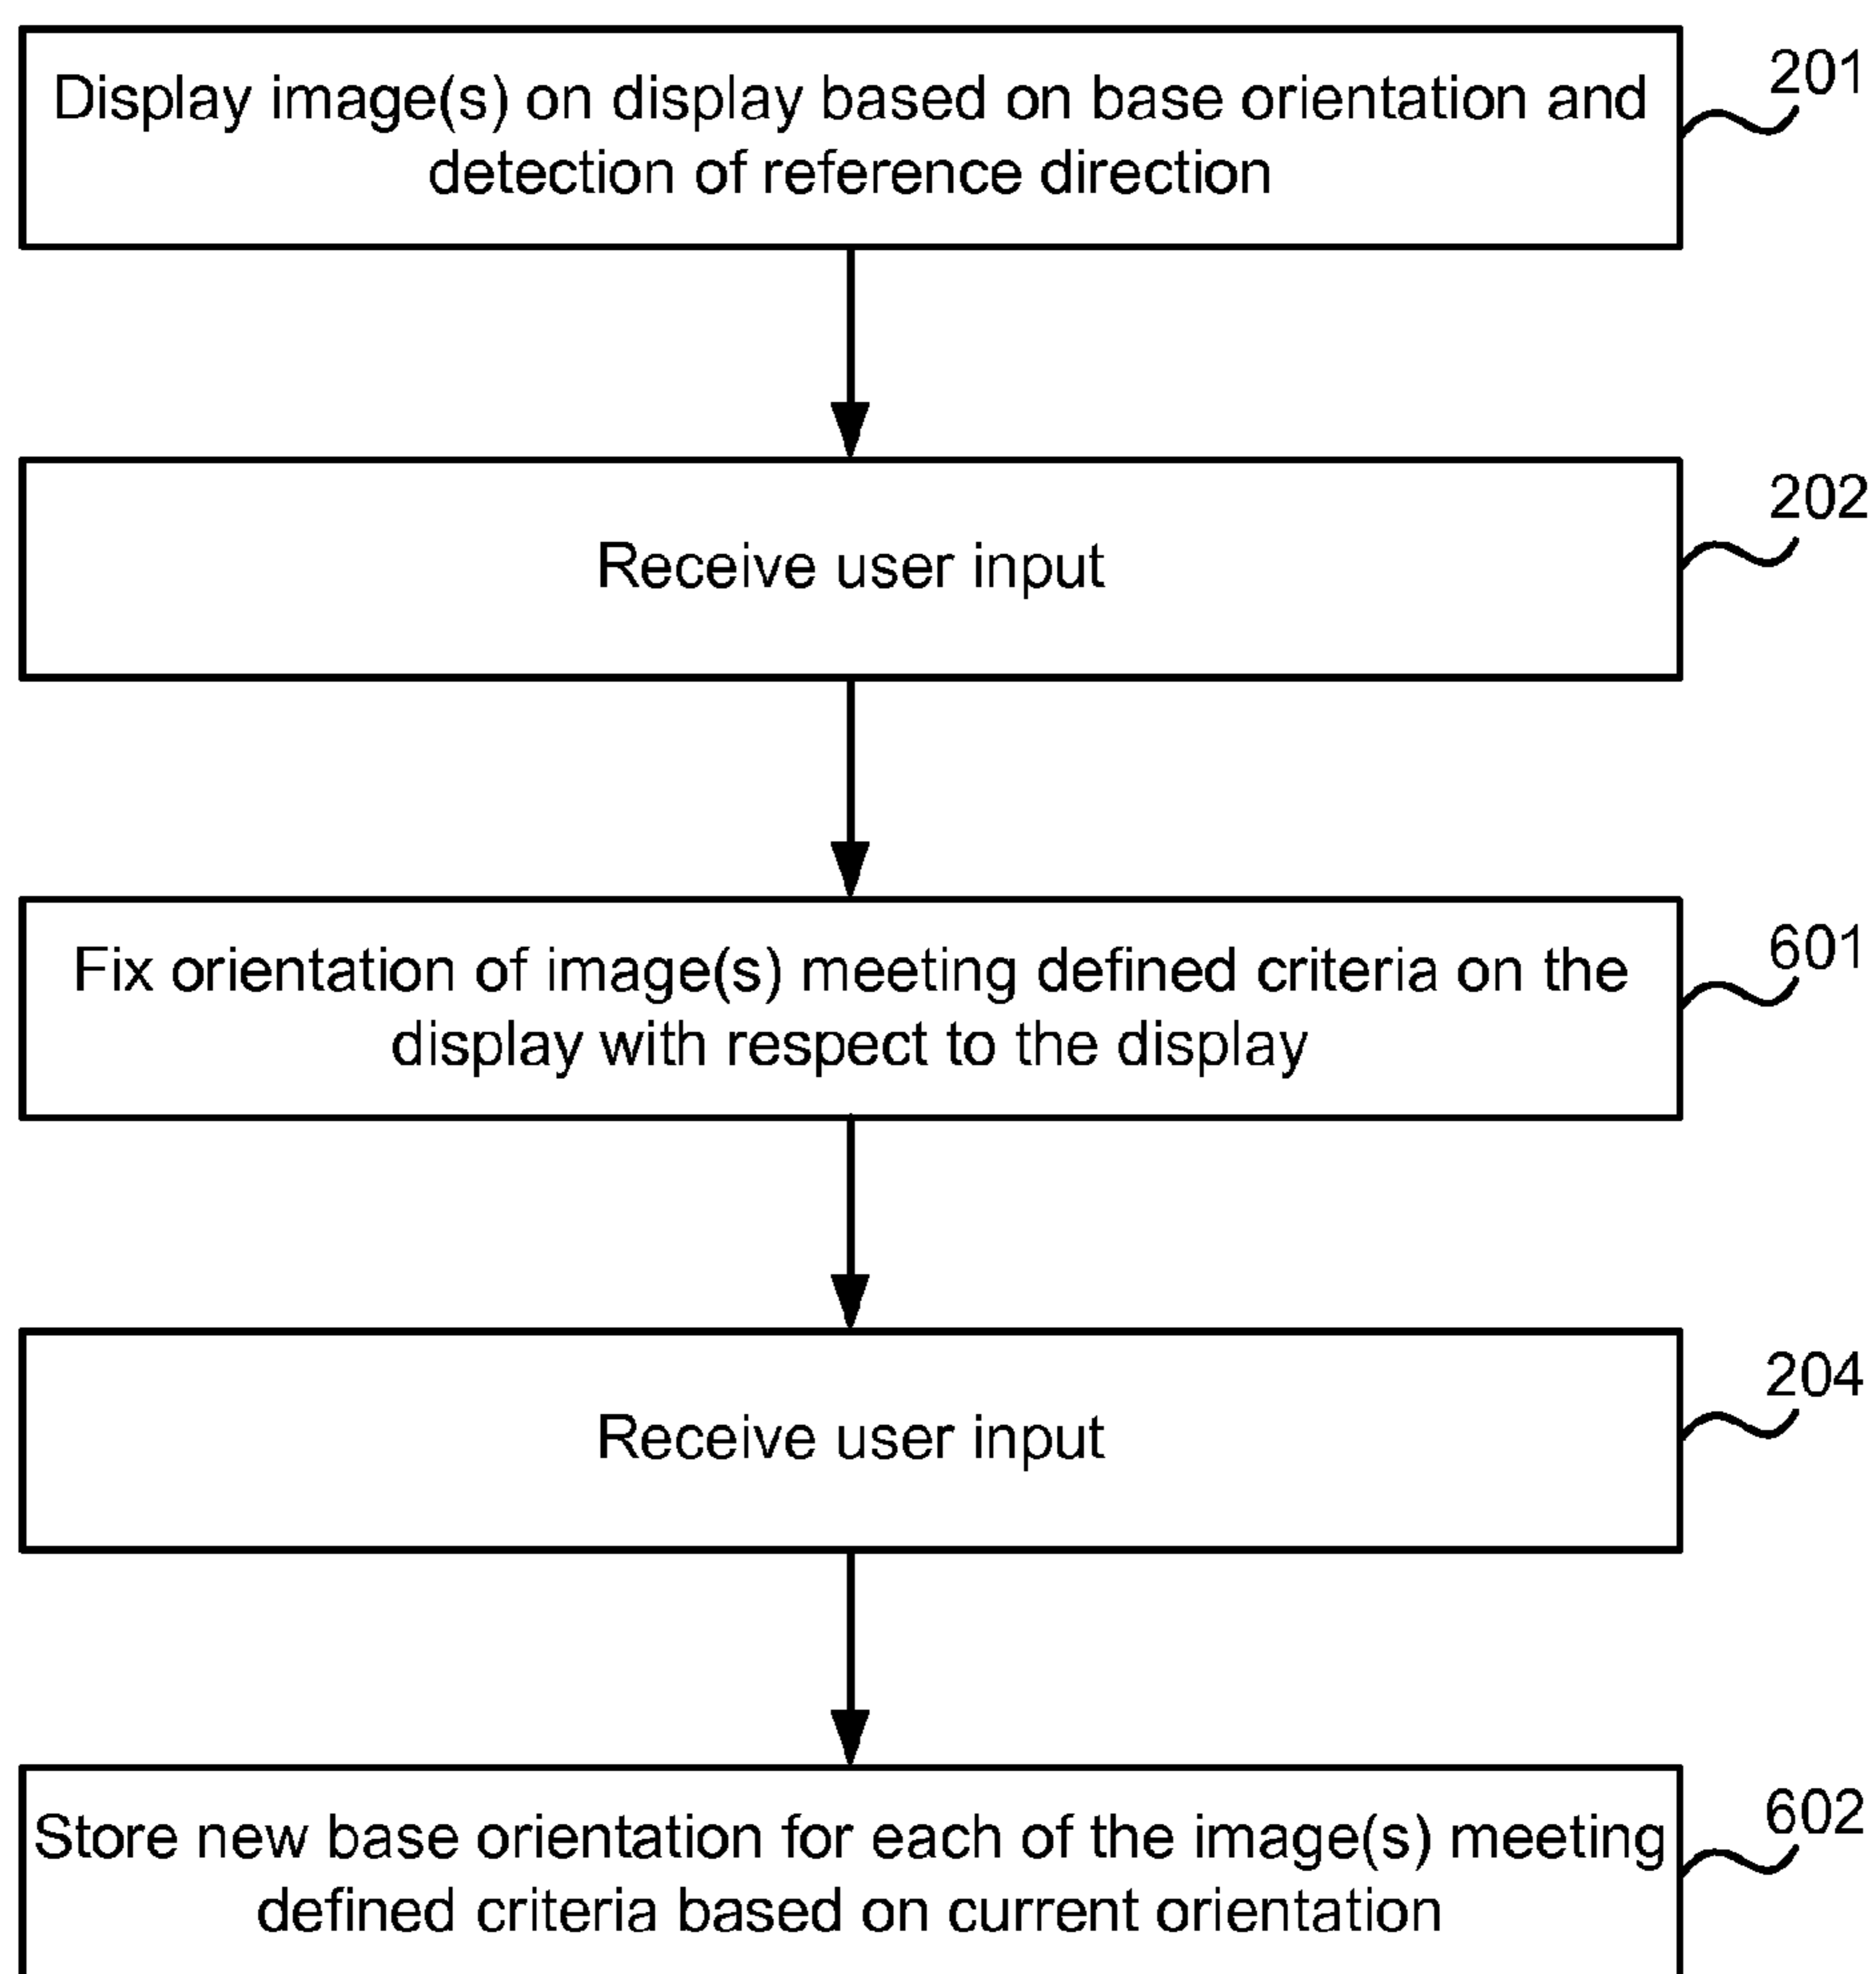 Display image(s) on display based on base orientation and
detection of reference direction
201
Receive user input
202
Fix orientation of image(s) meeting defined criteria on the
display with respect to the display
601
Receive user input
204
Store new base orientation for each of the image(s) meeting
defined criteria based on current orientation
602